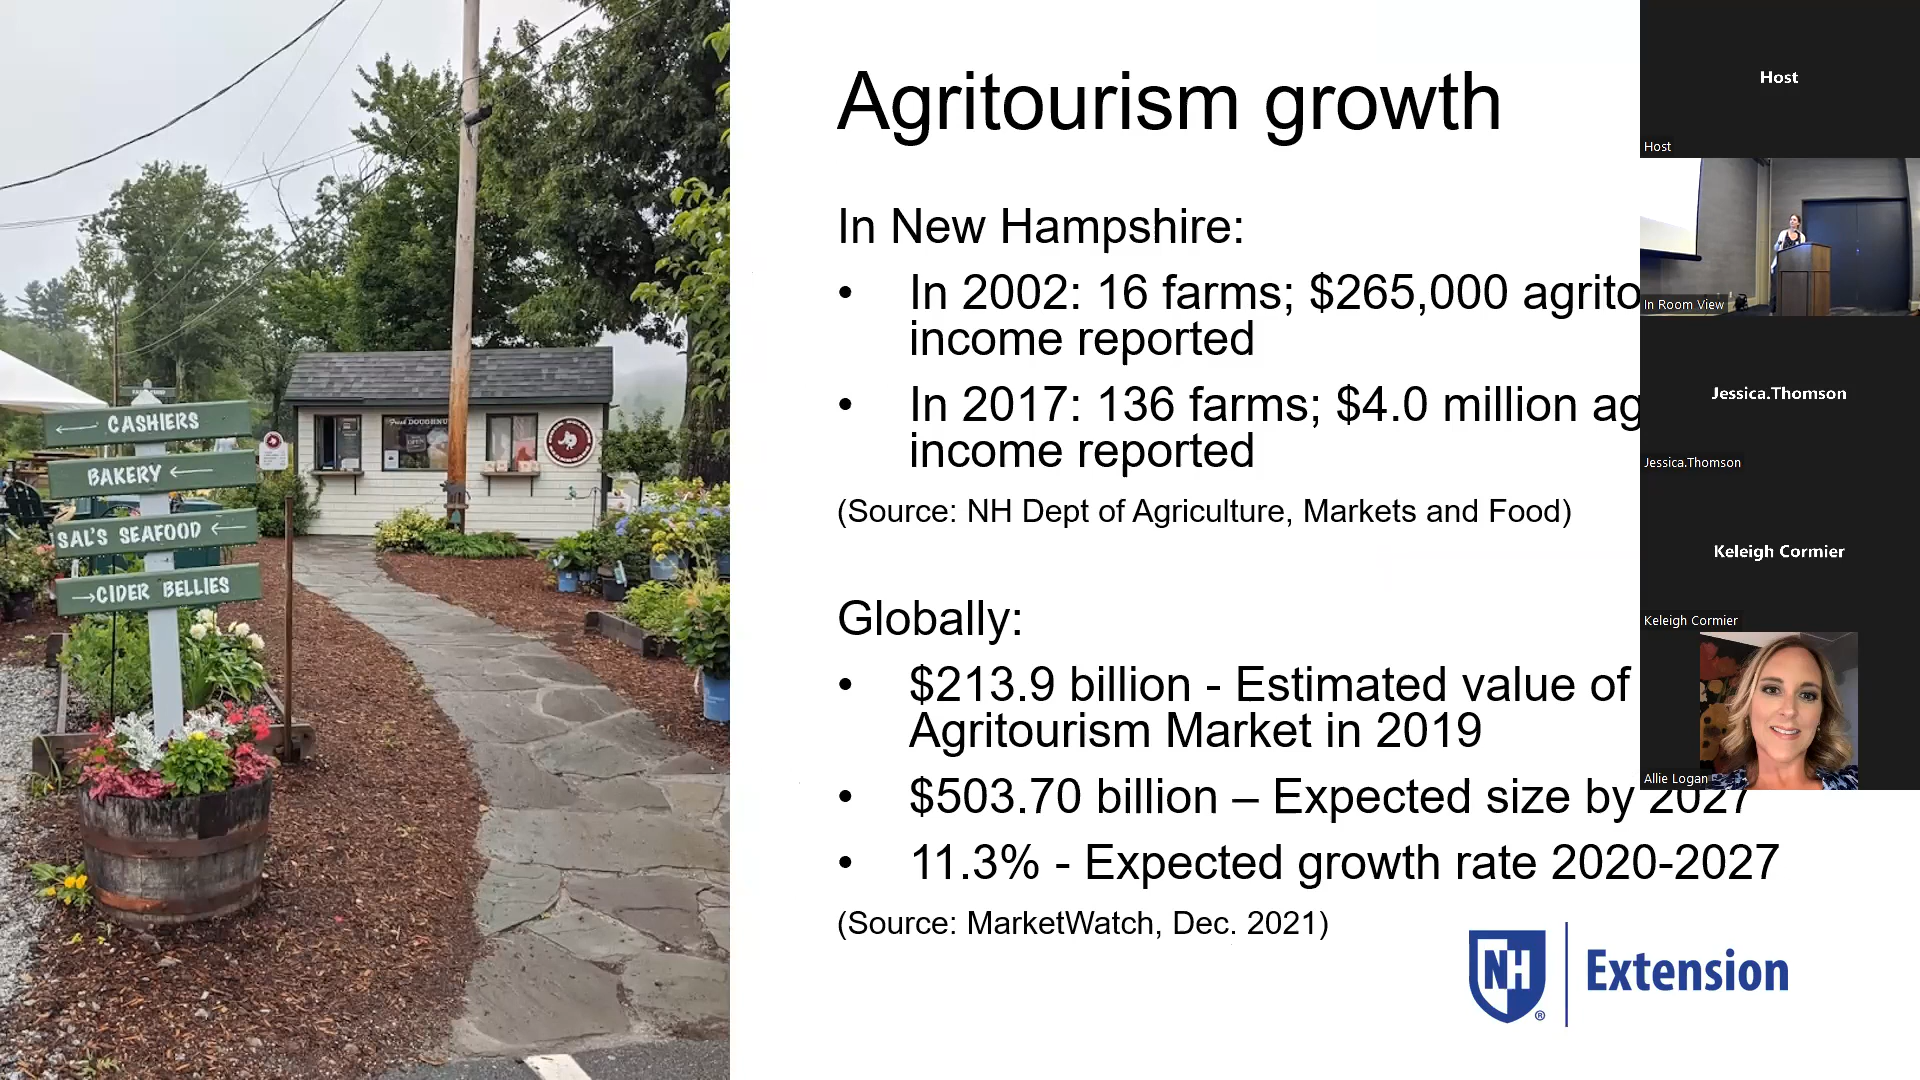 Agritourism growth
In New Hampshire:
• In 2002: 16 farms; $265,000 agrito
income reported
• In 2017: 136 farms; $4.0 million ag
income reported
(Source: NH Dept of Agriculture, Markets and Food)
Globally:
• $213.9 billion - Estimated value of
Agritourism Market in 2019
• $503.70 billion – Expected size by 2027
• 11.3% - Expected growth rate 2020-2027
(Source: MarketWatch, Dec. 2021)
NH Extension
®
← CASHIERS
BAKERY ←
SAL'S SEAFOOD ←
→CIDER BELLIES
Fresh DOUGHNU
OPEN
Host
Host
In Room View
Jessica.Thomson
Jessica.Thomson
Keleigh Cormier
Keleigh Cormier
Allie Logan